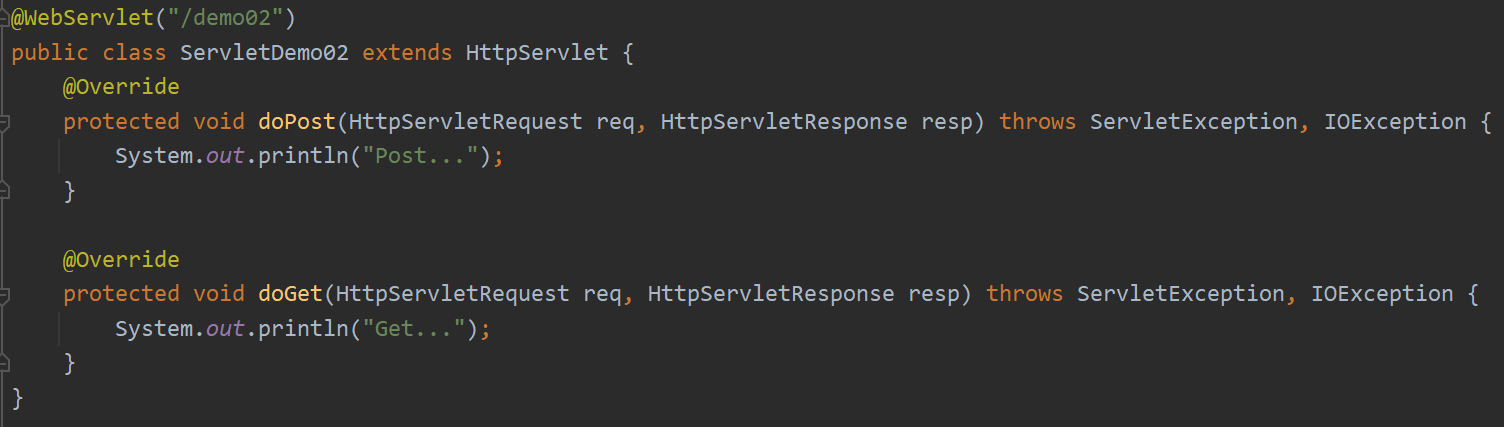 @WebServlet("/demo02")
public class ServletDemo02 extends HttpServlet {
    @Override
    protected void doPost(HttpServletRequest req, HttpServletResponse resp) throws ServletException, IOException {
        System.out.println("Post...");
    }

    @Override
    protected void doGet(HttpServletRequest req, HttpServletResponse resp) throws ServletException, IOException {
        System.out.println("Get...");
    }
}